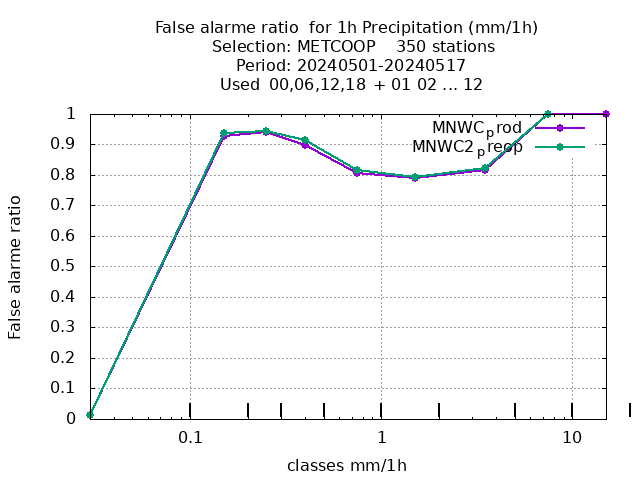 False alarme ratio  for 1h Precipitation (mm/1h)
Selection: METCOOP    350 stations
Period: 20240501-20240517
Used  00,06,12,18  + 01 02 ... 12
MNWC_prod
MNWC2_preop
1
0.9
0.8
0.7
0.6
0.5
0.4
0.3
0.2
0.1
0
False alarme ratio
0.1 1 10
classes mm/1h